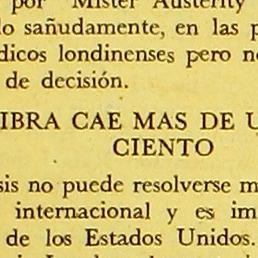 por "Mister Austerity
lo sañudamente, en las p
dicos londinenses pero n
de decisión.
IBRA CAE MAS DE U
CIENTO
sis no puede resolverse m
internacional y es im
de los Estados Unidos.